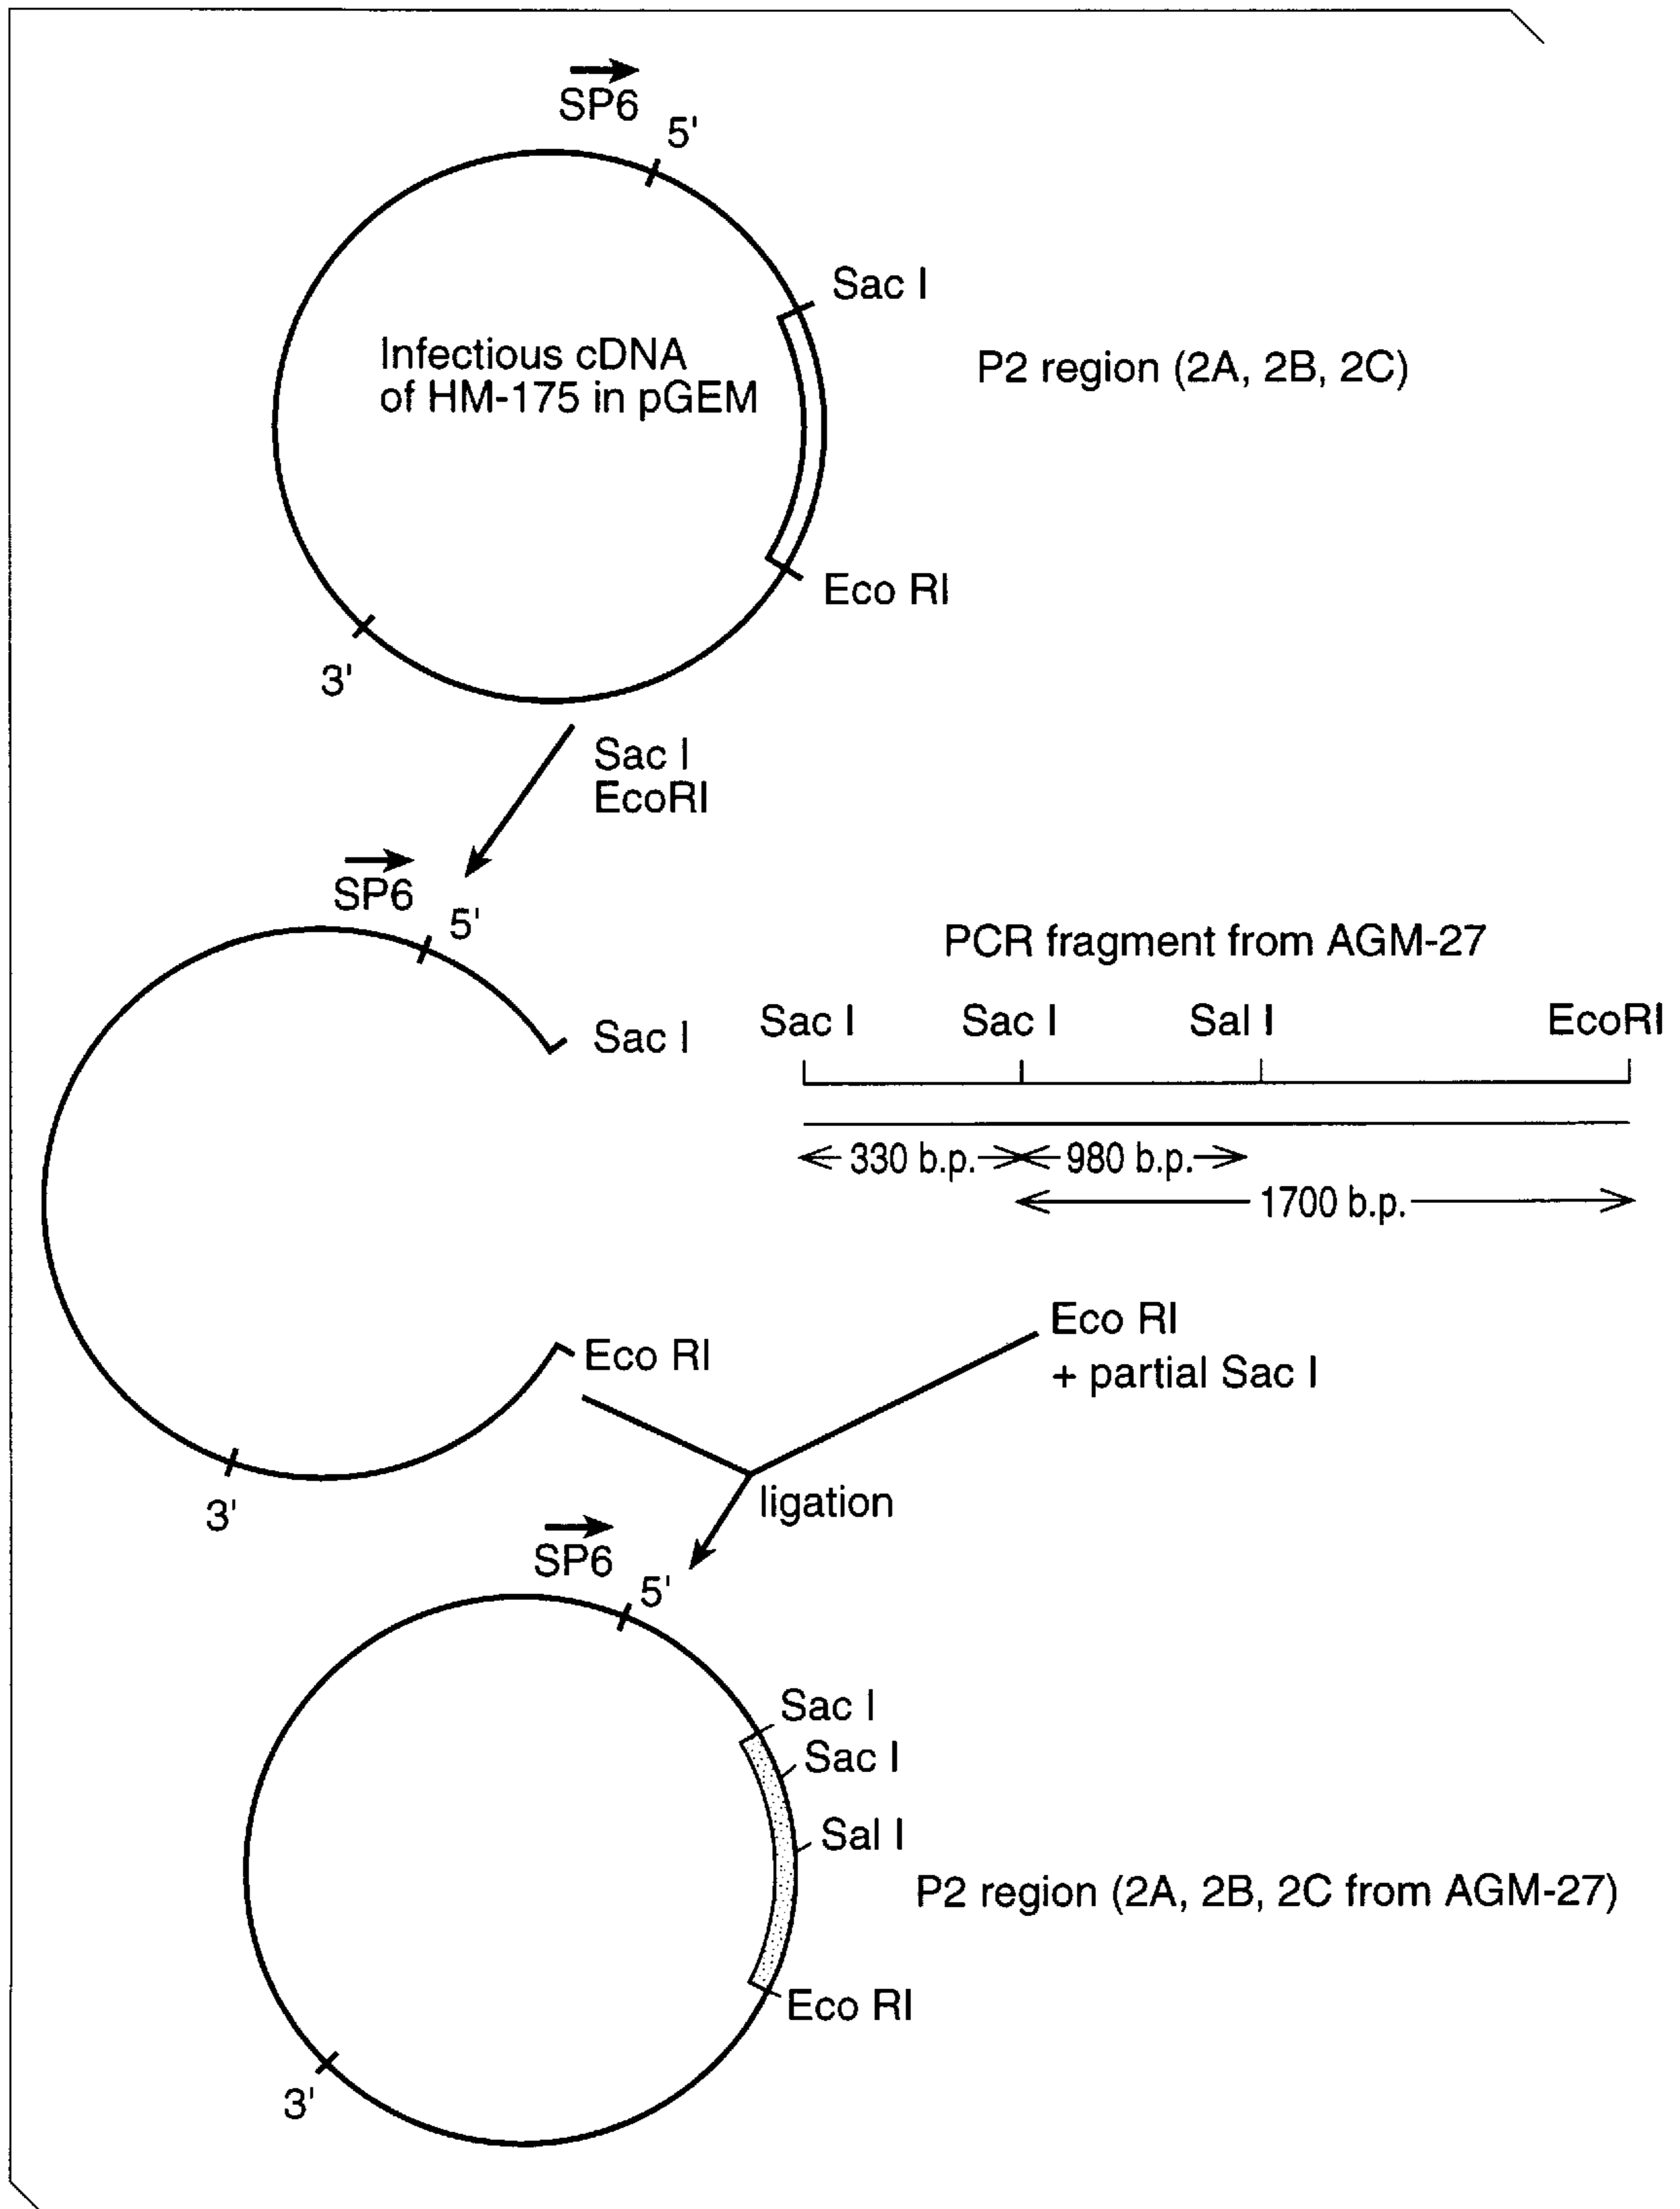 SP6
5'
Sac I
Infectious cDNA
of HM-175 in pGEM
P2 region (2A, 2B, 2C)
Eco RI
3'
Sac I
EcoRI
SP6
5'
PCR fragment from AGM-27
Sac I
Sac I
Sac I
Sal I
EcoRI
330 b.p.
980 b.p.
1700 b.p.
Eco RI
Eco RI
+ partial Sac I
3'
ligation
SP6
5'
Sac I
Sac I
Sal I
P2 region (2A, 2B, 2C from AGM-27)
Eco RI
3'